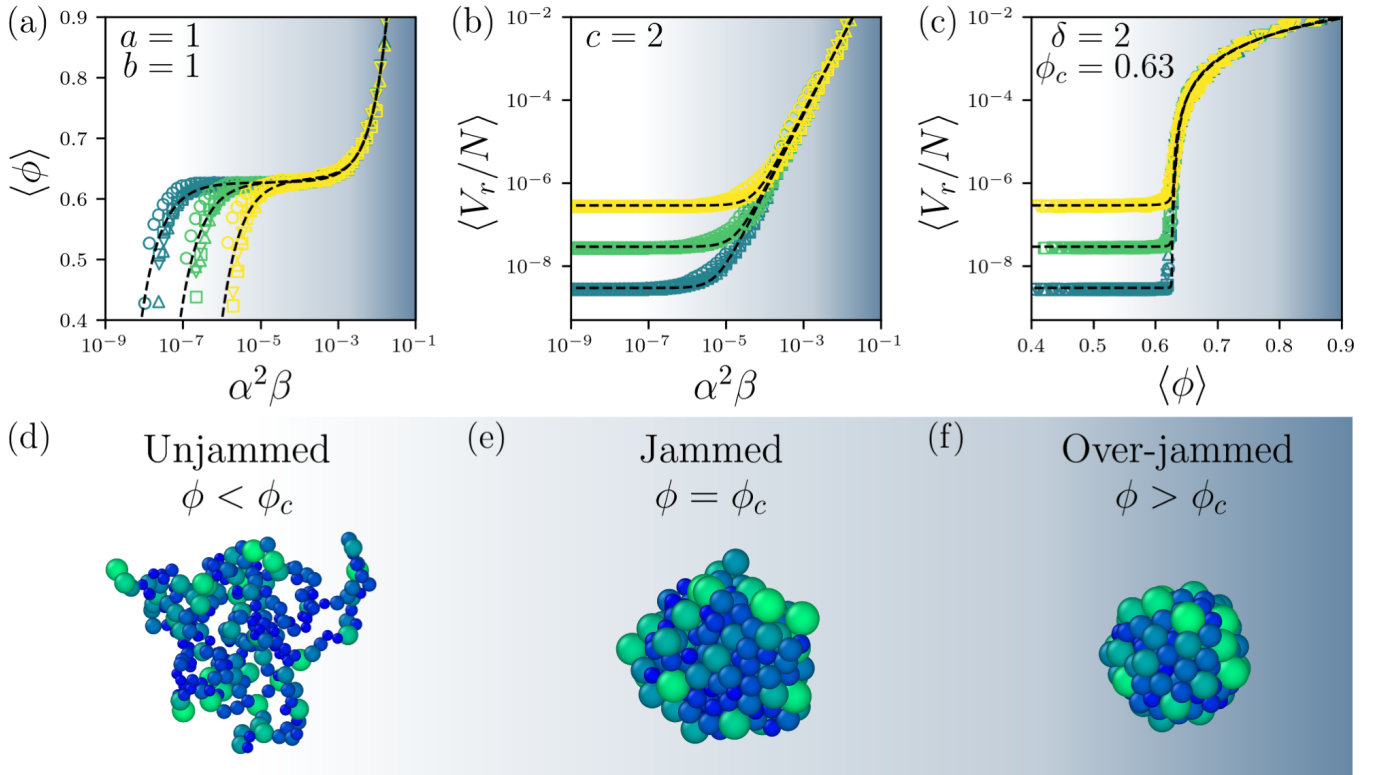 (a)
a = 1
b = 1
0.9
0.8
0.7
0.6
0.5
0.4
⟨ϕ⟩
10⁻⁹ 10⁻⁷ 10⁻⁵ 10⁻³ 10⁻¹
α²β
(b)
c = 2
10⁻²
10⁻⁴
10⁻⁶
10⁻⁸
⟨V_r/N⟩
10⁻⁹ 10⁻⁷ 10⁻⁵ 10⁻³ 10⁻¹
α²β
(c)
δ = 2
ϕ_c = 0.63
10⁻²
10⁻⁴
10⁻⁶
10⁻⁸
⟨V_r/N⟩
0.4 0.5 0.6 0.7 0.8 0.9
⟨ϕ⟩
(d)
Unjammed
ϕ < ϕ_c
(e)
Jammed
ϕ = ϕ_c
(f)
Over-jammed
ϕ > ϕ_c